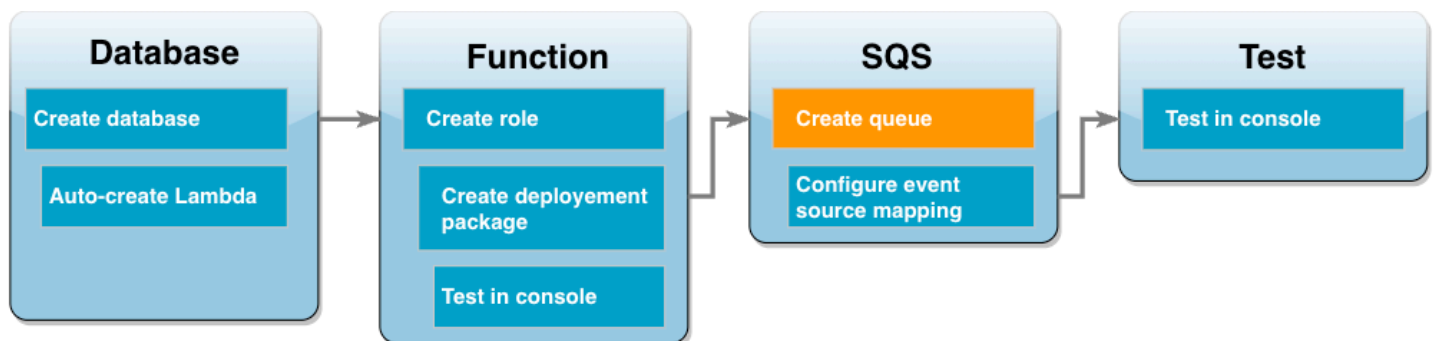 Database
Create database
Auto-create Lambda
Function
Create role
Create deployement
package
Test in console
SQS
Create queue
Configure event
source mapping
Test
Test in console